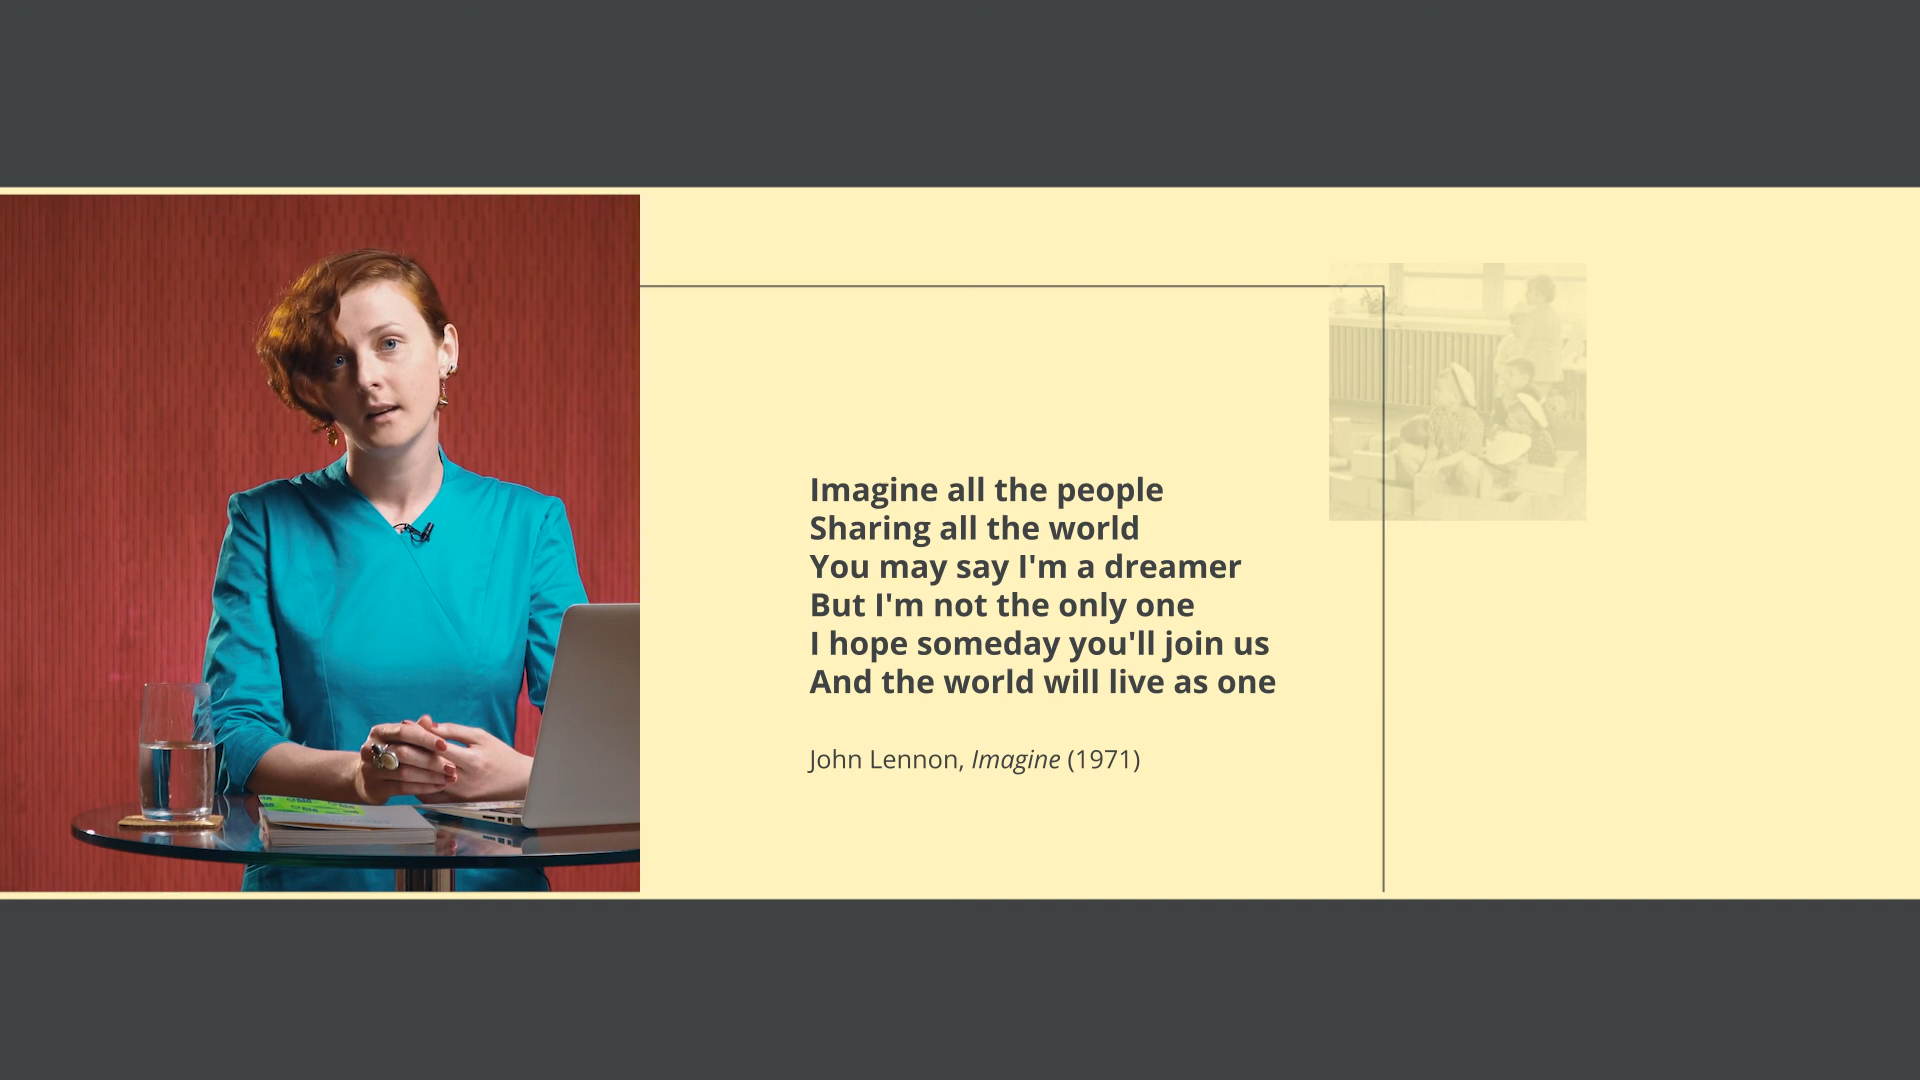 Imagine all the people
Sharing all the world
You may say I'm a dreamer
But I'm not the only one
I hope someday you'll join us
And the world will live as one
John Lennon, Imagine (1971)